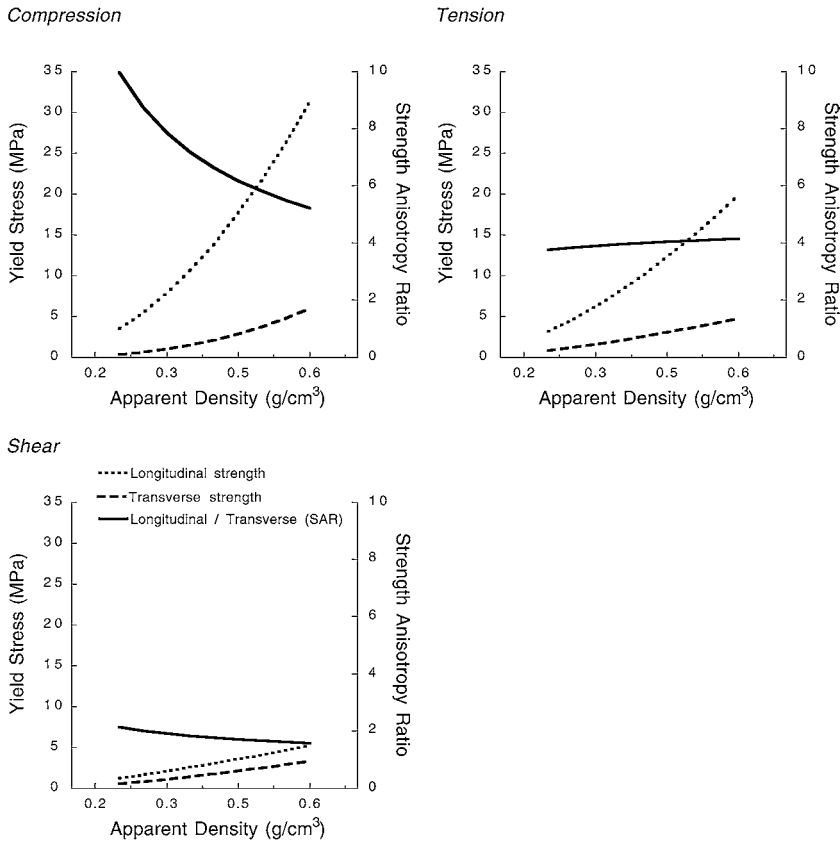 Compression
35
30
25
20
15
10
5
0
Yield Stress (MPa)
10
8
6
4
2
0
Strength Anisotropy Ratio
0.2 0.3 0.5 0.6
Apparent Density (g/cm³)
Tension
35
30
25
20
15
10
5
0
Yield Stress (MPa)
10
8
6
4
2
0
Strength Anisotropy Ratio
0.2 0.3 0.5 0.6
Apparent Density (g/cm³)
Shear
Longitudinal strength
Transverse strength
Longitudinal / Transverse (SAR)
35
30
25
20
15
10
5
0
Yield Stress (MPa)
10
8
6
4
2
0
Strength Anisotropy Ratio
0.2 0.3 0.5 0.6
Apparent Density (g/cm³)